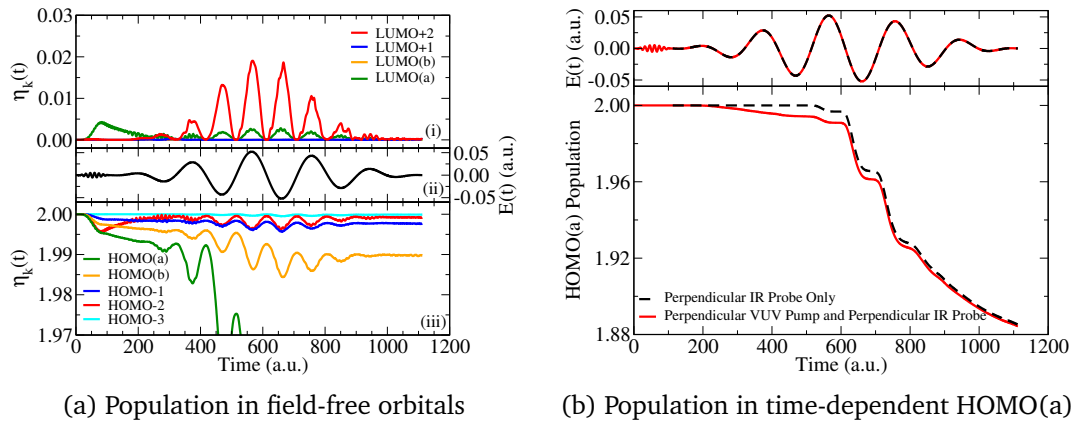 0.03
0.02
0.01
0.00
η_k(t)
LUMO+2
LUMO+1
LUMO(b)
LUMO(a)
(i)
0.05
0.00
-0.05
E(t) (a.u.)
(ii)
2.00
1.99
1.98
1.97
η_k(t)
HOMO(a)
HOMO(b)
HOMO-1
HOMO-2
HOMO-3
(iii)
0 200 400 600 800 1000 1200
Time (a.u.)
(a) Population in field-free orbitals
0.05
0.00
-0.05
E(t) (a.u.)
2.00
1.96
1.92
1.88
HOMO(a) Population
Perpendicular IR Probe Only
Perpendicular VUV Pump and Perpendicular IR Probe
0 200 400 600 800 1000 1200
Time (a.u.)
(b) Population in time-dependent HOMO(a)